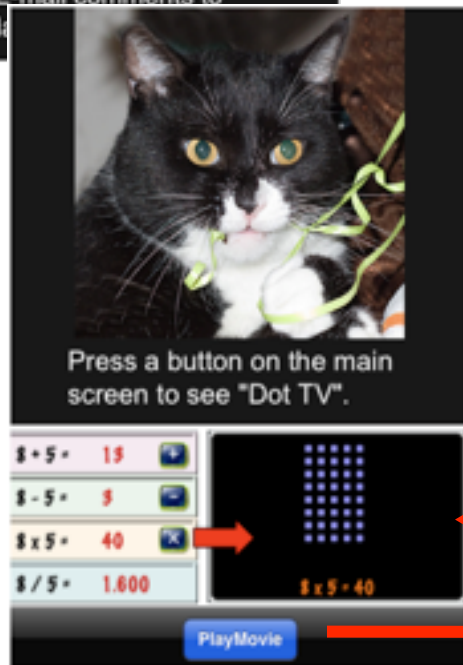 Press a button on the main
screen to see "Dot TV".
8 + 5 = 13 +
8 - 5 = 3 -
8 x 5 = 40 x
8 / 5 = 1.600
8 x 5 = 40
PlayMovie